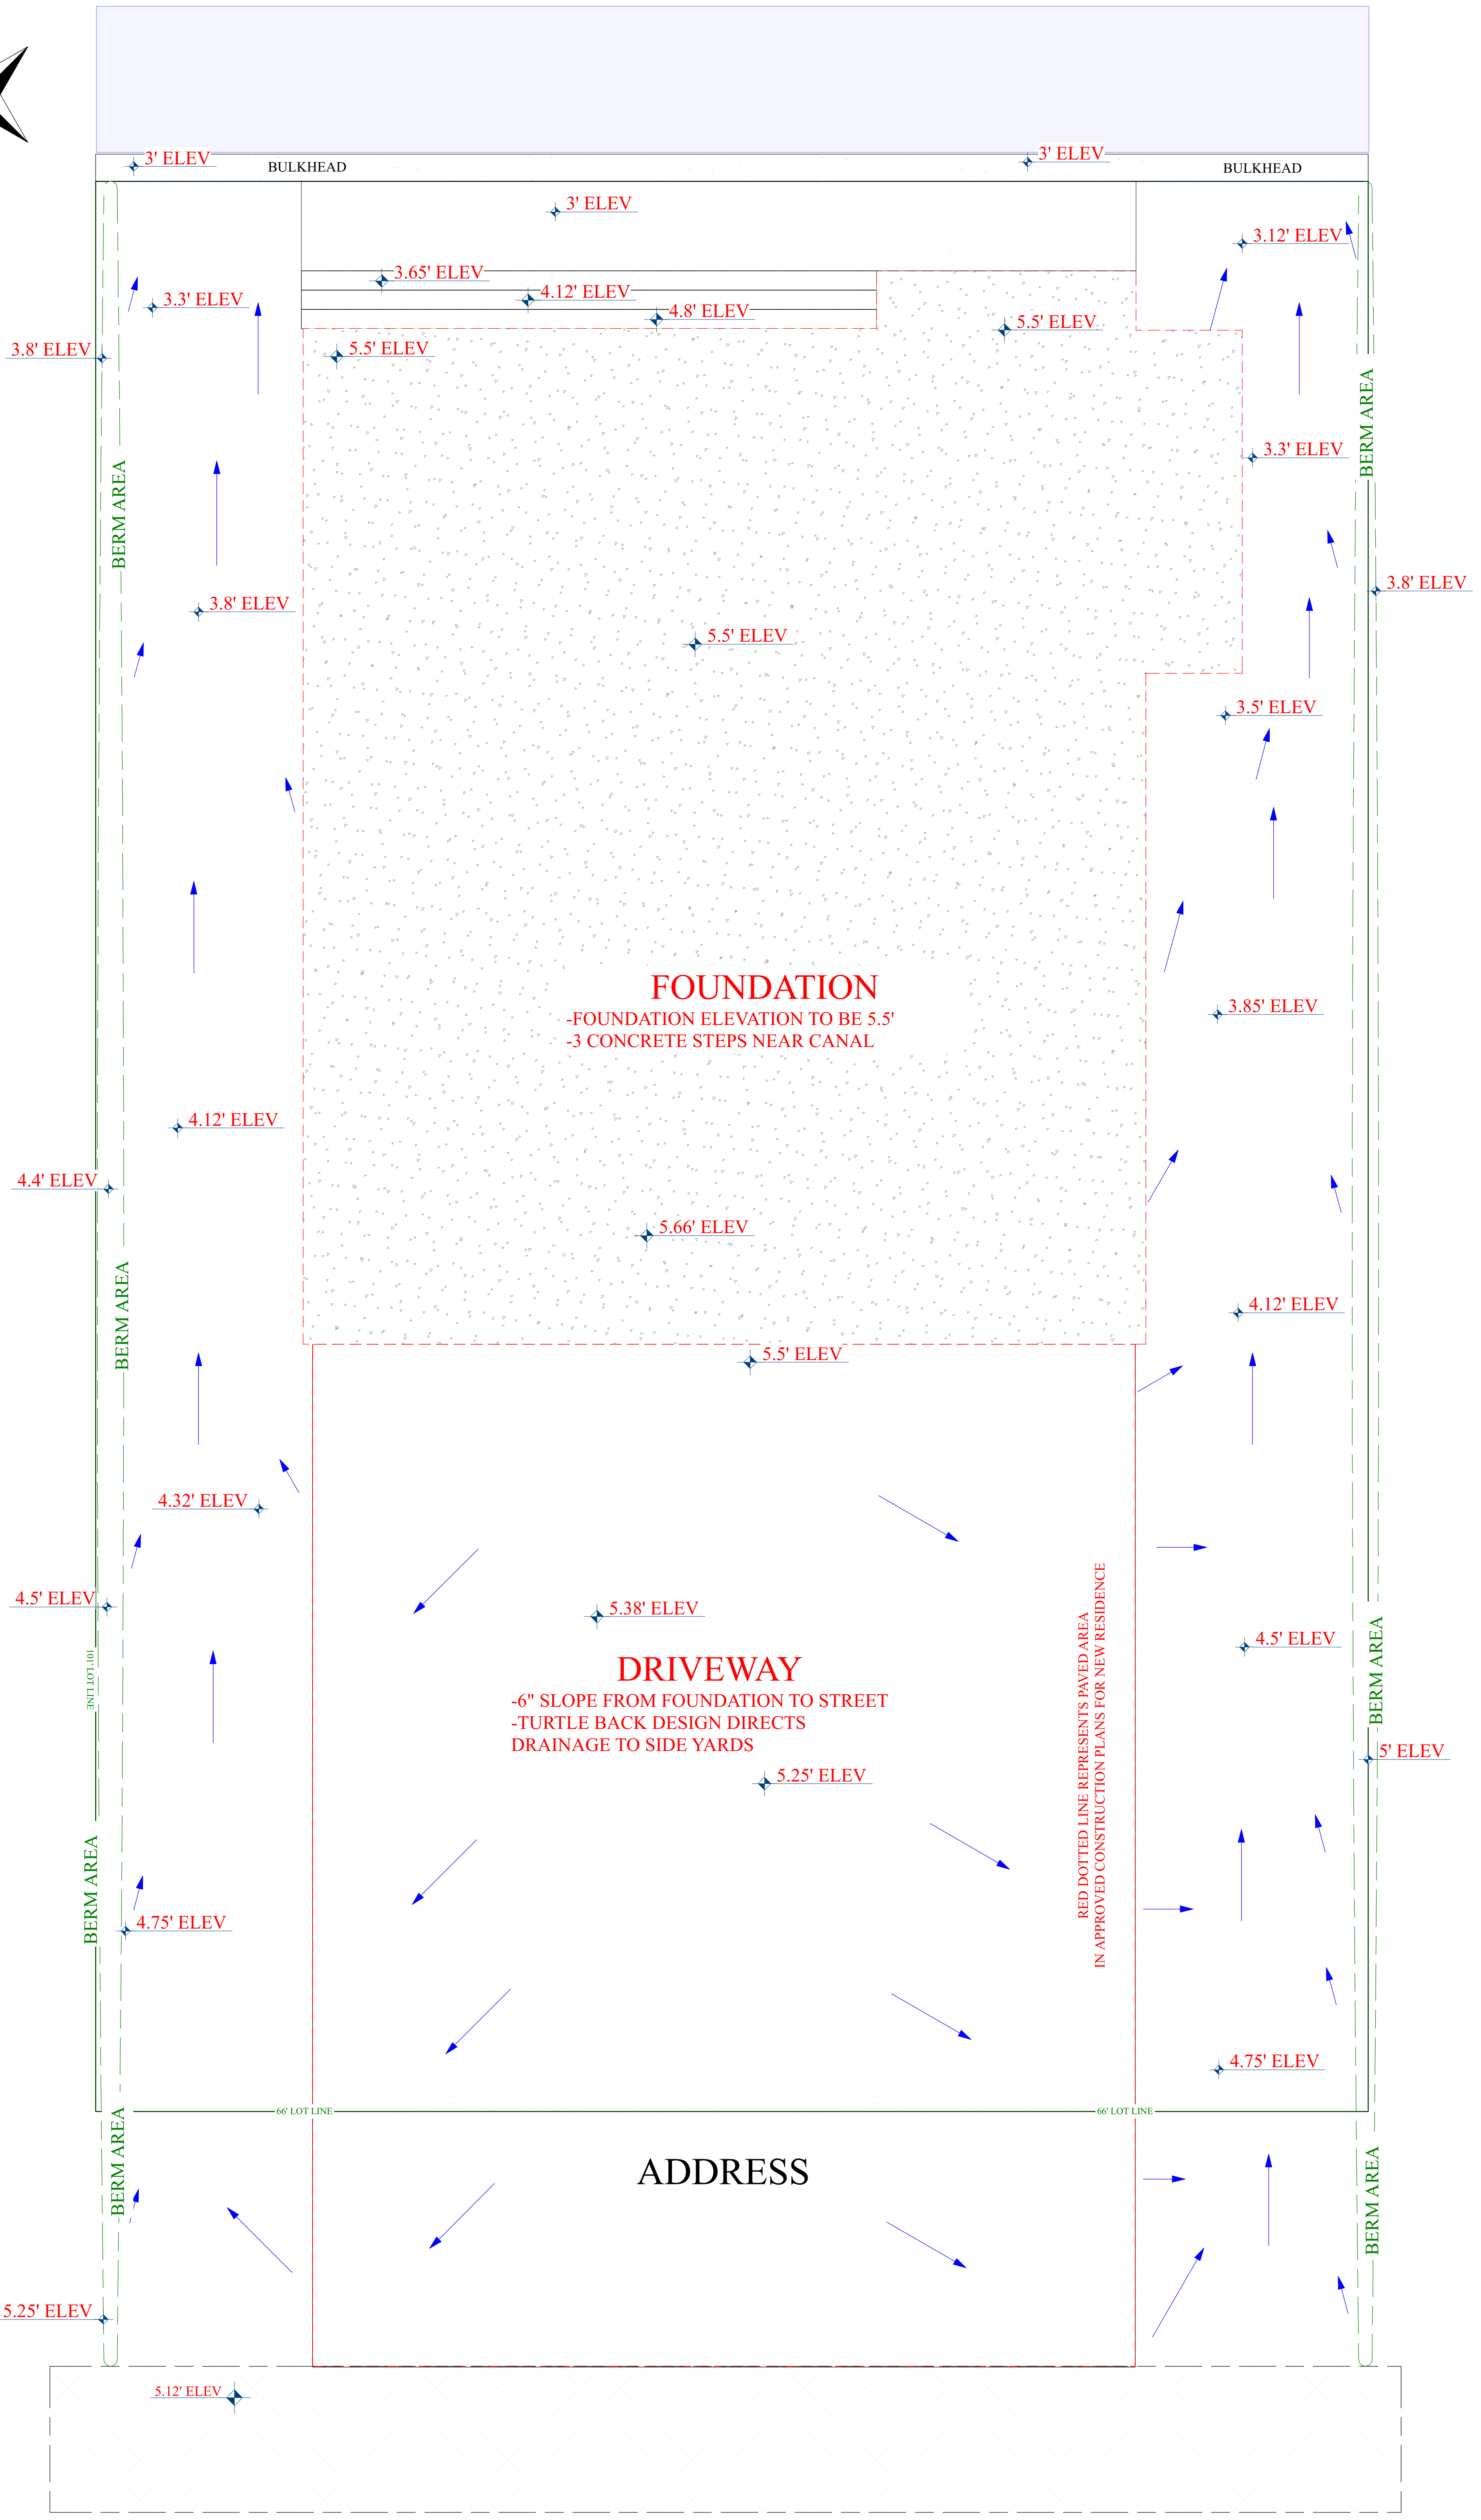 3' ELEV
BULKHEAD
3' ELEV
BULKHEAD
3' ELEV
3.12' ELEV
3.65' ELEV
4.12' ELEV
3.3' ELEV
4.8' ELEV
5.5' ELEV
3.8' ELEV
5.5' ELEV
BERM AREA
3.3' ELEV
BERM AREA
3.8' ELEV
3.8' ELEV
5.5' ELEV
3.5' ELEV
FOUNDATION
-FOUNDATION ELEVATION TO BE 5.5'
-3 CONCRETE STEPS NEAR CANAL
3.85' ELEV
4.12' ELEV
4.4' ELEV
5.66' ELEV
BERM AREA
4.12' ELEV
5.5' ELEV
4.32' ELEV
4.5' ELEV
5.38' ELEV
4.5' ELEV
101' LOT LINE
DRIVEWAY
-6" SLOPE FROM FOUNDATION TO STREET
-TURTLE BACK DESIGN DIRECTS
DRAINAGE TO SIDE YARDS
RED DOTTED LINE REPRESENTS PAVED AREA
IN APPROVED CONSTRUCTION PLANS FOR NEW RESIDENCE
BERM AREA
5' ELEV
5.25' ELEV
BERM AREA
4.75' ELEV
4.75' ELEV
66' LOT LINE
66' LOT LINE
BERM AREA
ADDRESS
BERM AREA
5.25' ELEV
5.12' ELEV